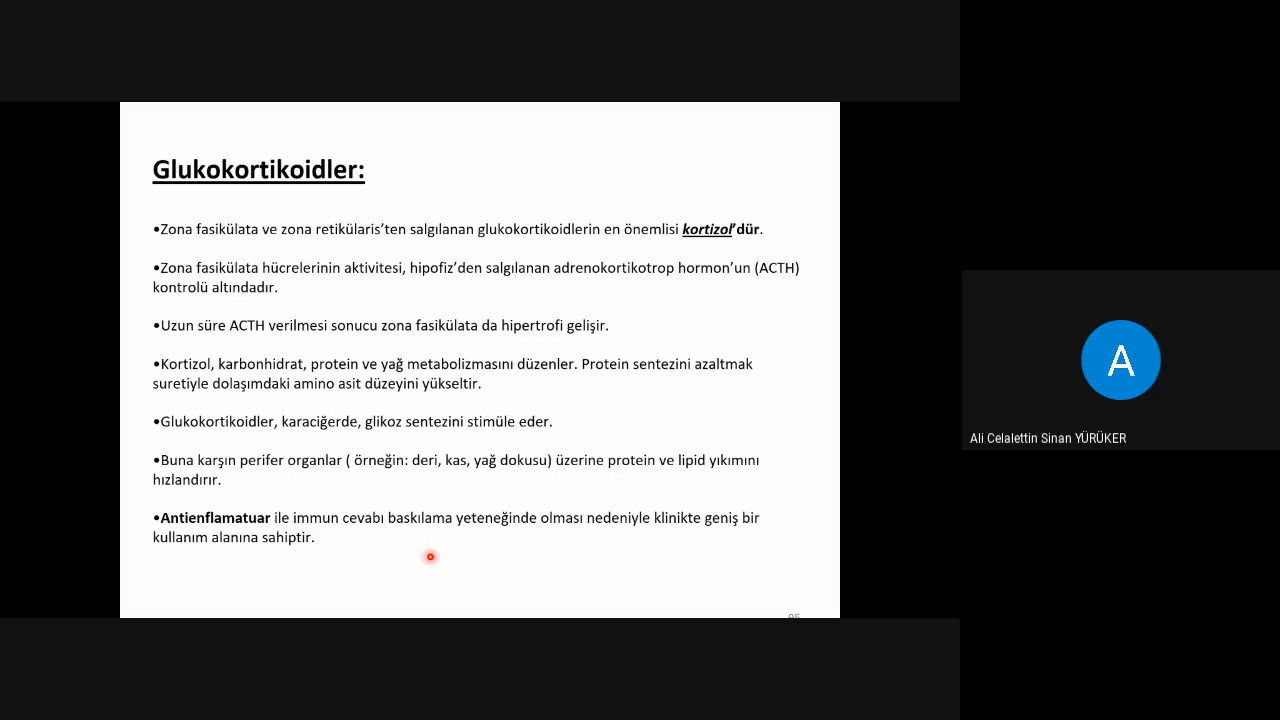 Glukokortikoidler:
•Zona fasikülata ve zona retikülaris’ten salgılanan glukokortikoidlerin en önemlisi kortizol’dür.
•Zona fasikülata hücrelerinin aktivitesi, hipofiz’den salgılanan adrenokortikotrop hormon’un (ACTH)
kontrolü altındadır.
•Uzun süre ACTH verilmesi sonucu zona fasikülata da hipertrofi gelişir.
•Kortizol, karbonhidrat, protein ve yağ metabolizmasını düzenler. Protein sentezini azaltmak
suretiyle dolaşımdaki amino asit düzeyini yükseltir.
•Glukokortikoidler, karaciğerde, glikoz sentezini stimüle eder.
•Buna karşın perifer organlar ( örneğin: deri, kas, yağ dokusu) üzerine protein ve lipid yıkımını
hızlandırır.
•Antienflamatuar ile immun cevabı baskılama yeteneğinde olması nedeniyle klinikte geniş bir
kullanım alanına sahiptir.
A
Ali Celalettin Sinan YÜRÜKER